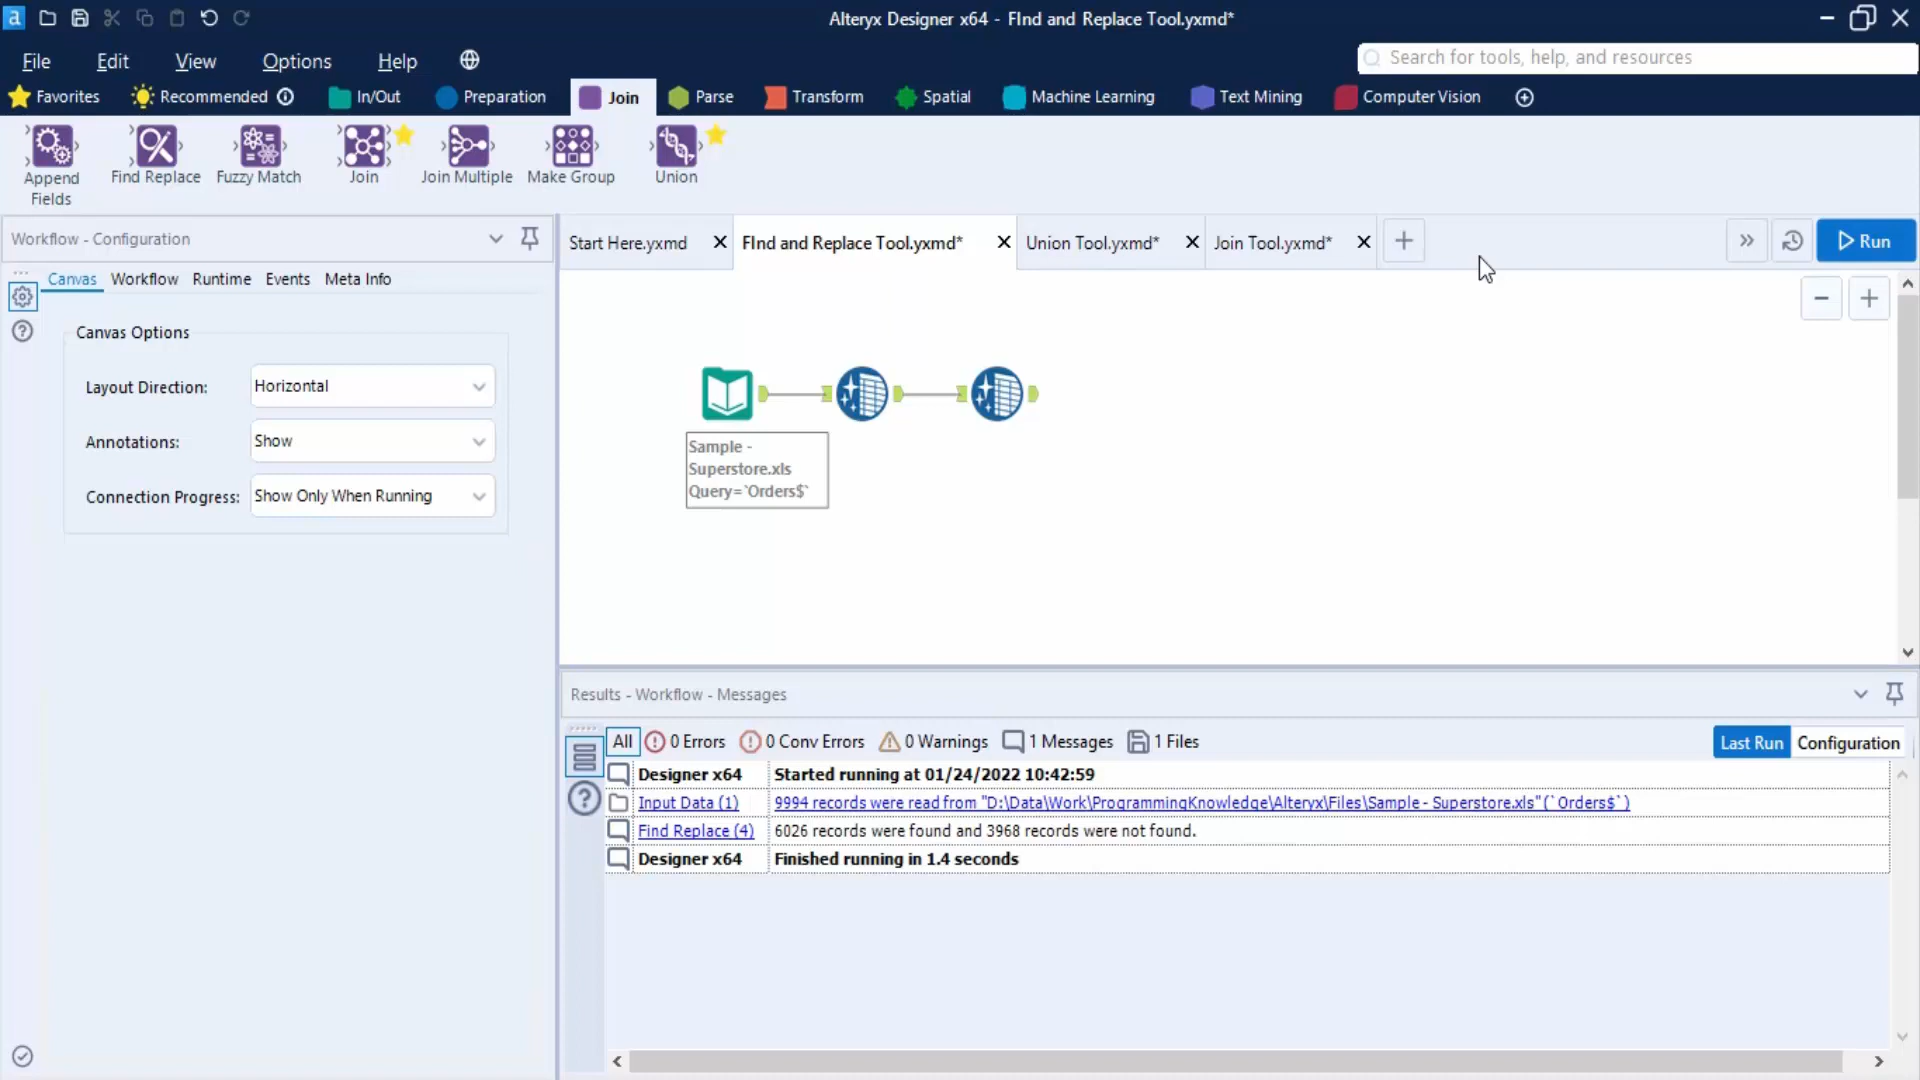 a
Alteryx Designer x64 - FInd and Replace Tool.yxmd*
File Edit View Options Help
Search for tools, help, and resources
Favorites Recommended In/Out Preparation Join Parse Transform Spatial Machine Learning Text Mining Computer Vision
Append Fields Find Replace Fuzzy Match Join Join Multiple Make Group Union
Workflow - Configuration
Start Here.yxmd FInd and Replace Tool.yxmd* Union Tool.yxmd* Join Tool.yxmd* Run
Canvas Workflow Runtime Events Meta Info
Canvas Options
Layout Direction: Horizontal
Annotations: Show
Connection Progress: Show Only When Running
Sample -
Superstore.xls
Query=`Orders$`
Results - Workflow - Messages
All 0 Errors 0 Conv Errors 0 Warnings 1 Messages 1 Files Last Run Configuration
Designer x64 Started running at 01/24/2022 10:42:59
Input Data (1) 9994 records were read from "D:\Data\Work\ProgrammingKnowledge\Alteryx\Files\Sample - Superstore.xls"(`Orders$`)
Find Replace (4) 6026 records were found and 3968 records were not found.
Designer x64 Finished running in 1.4 seconds